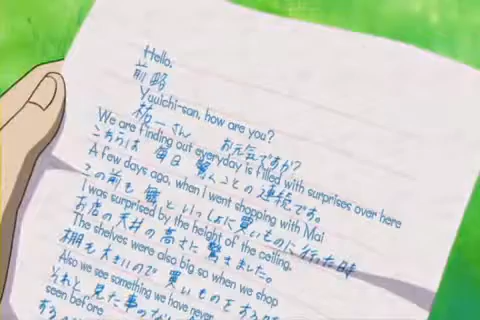 Hello.
前略
Yuuichi-san, how are you?
祐一さん お元気ですか?
We are finding out everyday is filled with surprises over here
こちらは 毎日 驚くことの連続です。
A few days ago, when I went shopping with Mai
この前も 舞といっしょに買いものに行った時
I was surprised by the height of the ceiling.
お店の天井の高さに驚きました。
The shelves were also big so when we shop
棚も大きいので 買いものをする
Also we see something we have never
それと見た事のない
seen before